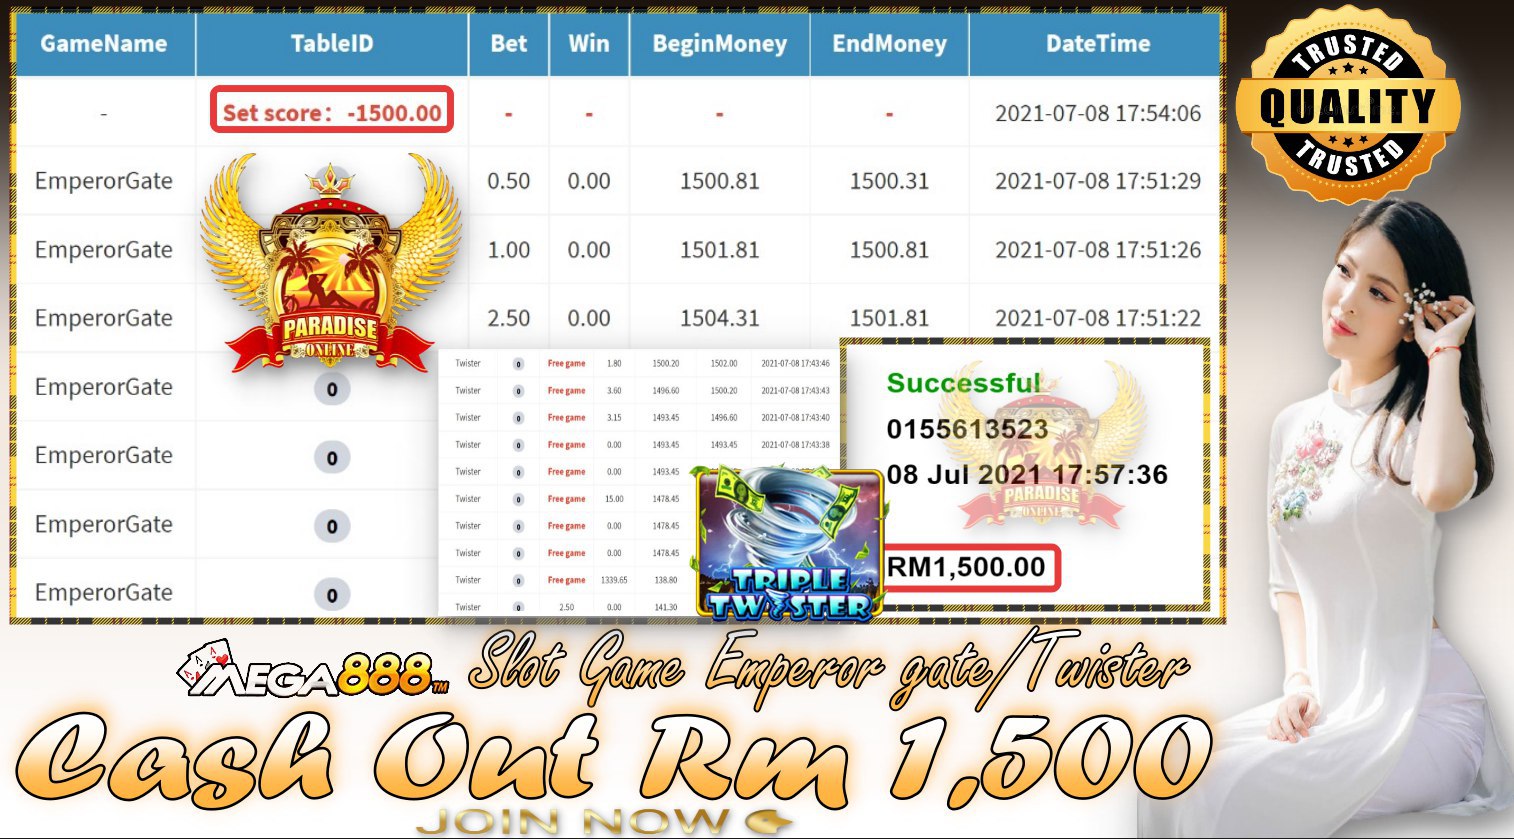 GameName TableID Bet Win BeginMoney EndMoney DateTime
- Set score: -1500.00 - - - - 2021-07-08 17:54:06
EmperorGate 0.50 0.00 1500.81 1500.31 2021-07-08 17:51:29
EmperorGate 1.00 0.00 1501.81 1500.81 2021-07-08 17:51:26
EmperorGate 2.50 0.00 1504.31 1501.81 2021-07-08 17:51:22
EmperorGate 0
EmperorGate 0
EmperorGate 0
EmperorGate 0
PARADISE
ONLINE
Twister 0 Free game 1.80 1500.20 1502.00 2021-07-08 17:43:46
Twister 0 Free game 3.60 1496.60 1500.20 2021-07-08 17:43:43
Twister 0 Free game 3.15 1493.45 1496.60 2021-07-08 17:43:40
Twister 0 Free game 0.00 1493.45 1493.45 2021-07-08 17:43:38
Twister 0 Free game 0.00 1493.45
Twister 0 Free game 15.00 1478.45
Twister 0 Free game 0.00 1478.45
Twister 0 Free game 0.00 1478.45
Twister 0 Free game 1339.65 138.80
Twister 0 2.50 0.00 141.30
TRIPLE
TWISTER
Successful
0155613523
08 Jul 2021 17:57:36
PARADISE
ONLINE
RM1,500.00
TRUSTED
QUALITY
TRUSTED
MEGA888 TM Slot Game Emperor gate/Twister
Cash Out Rm 1,500
JOIN NOW